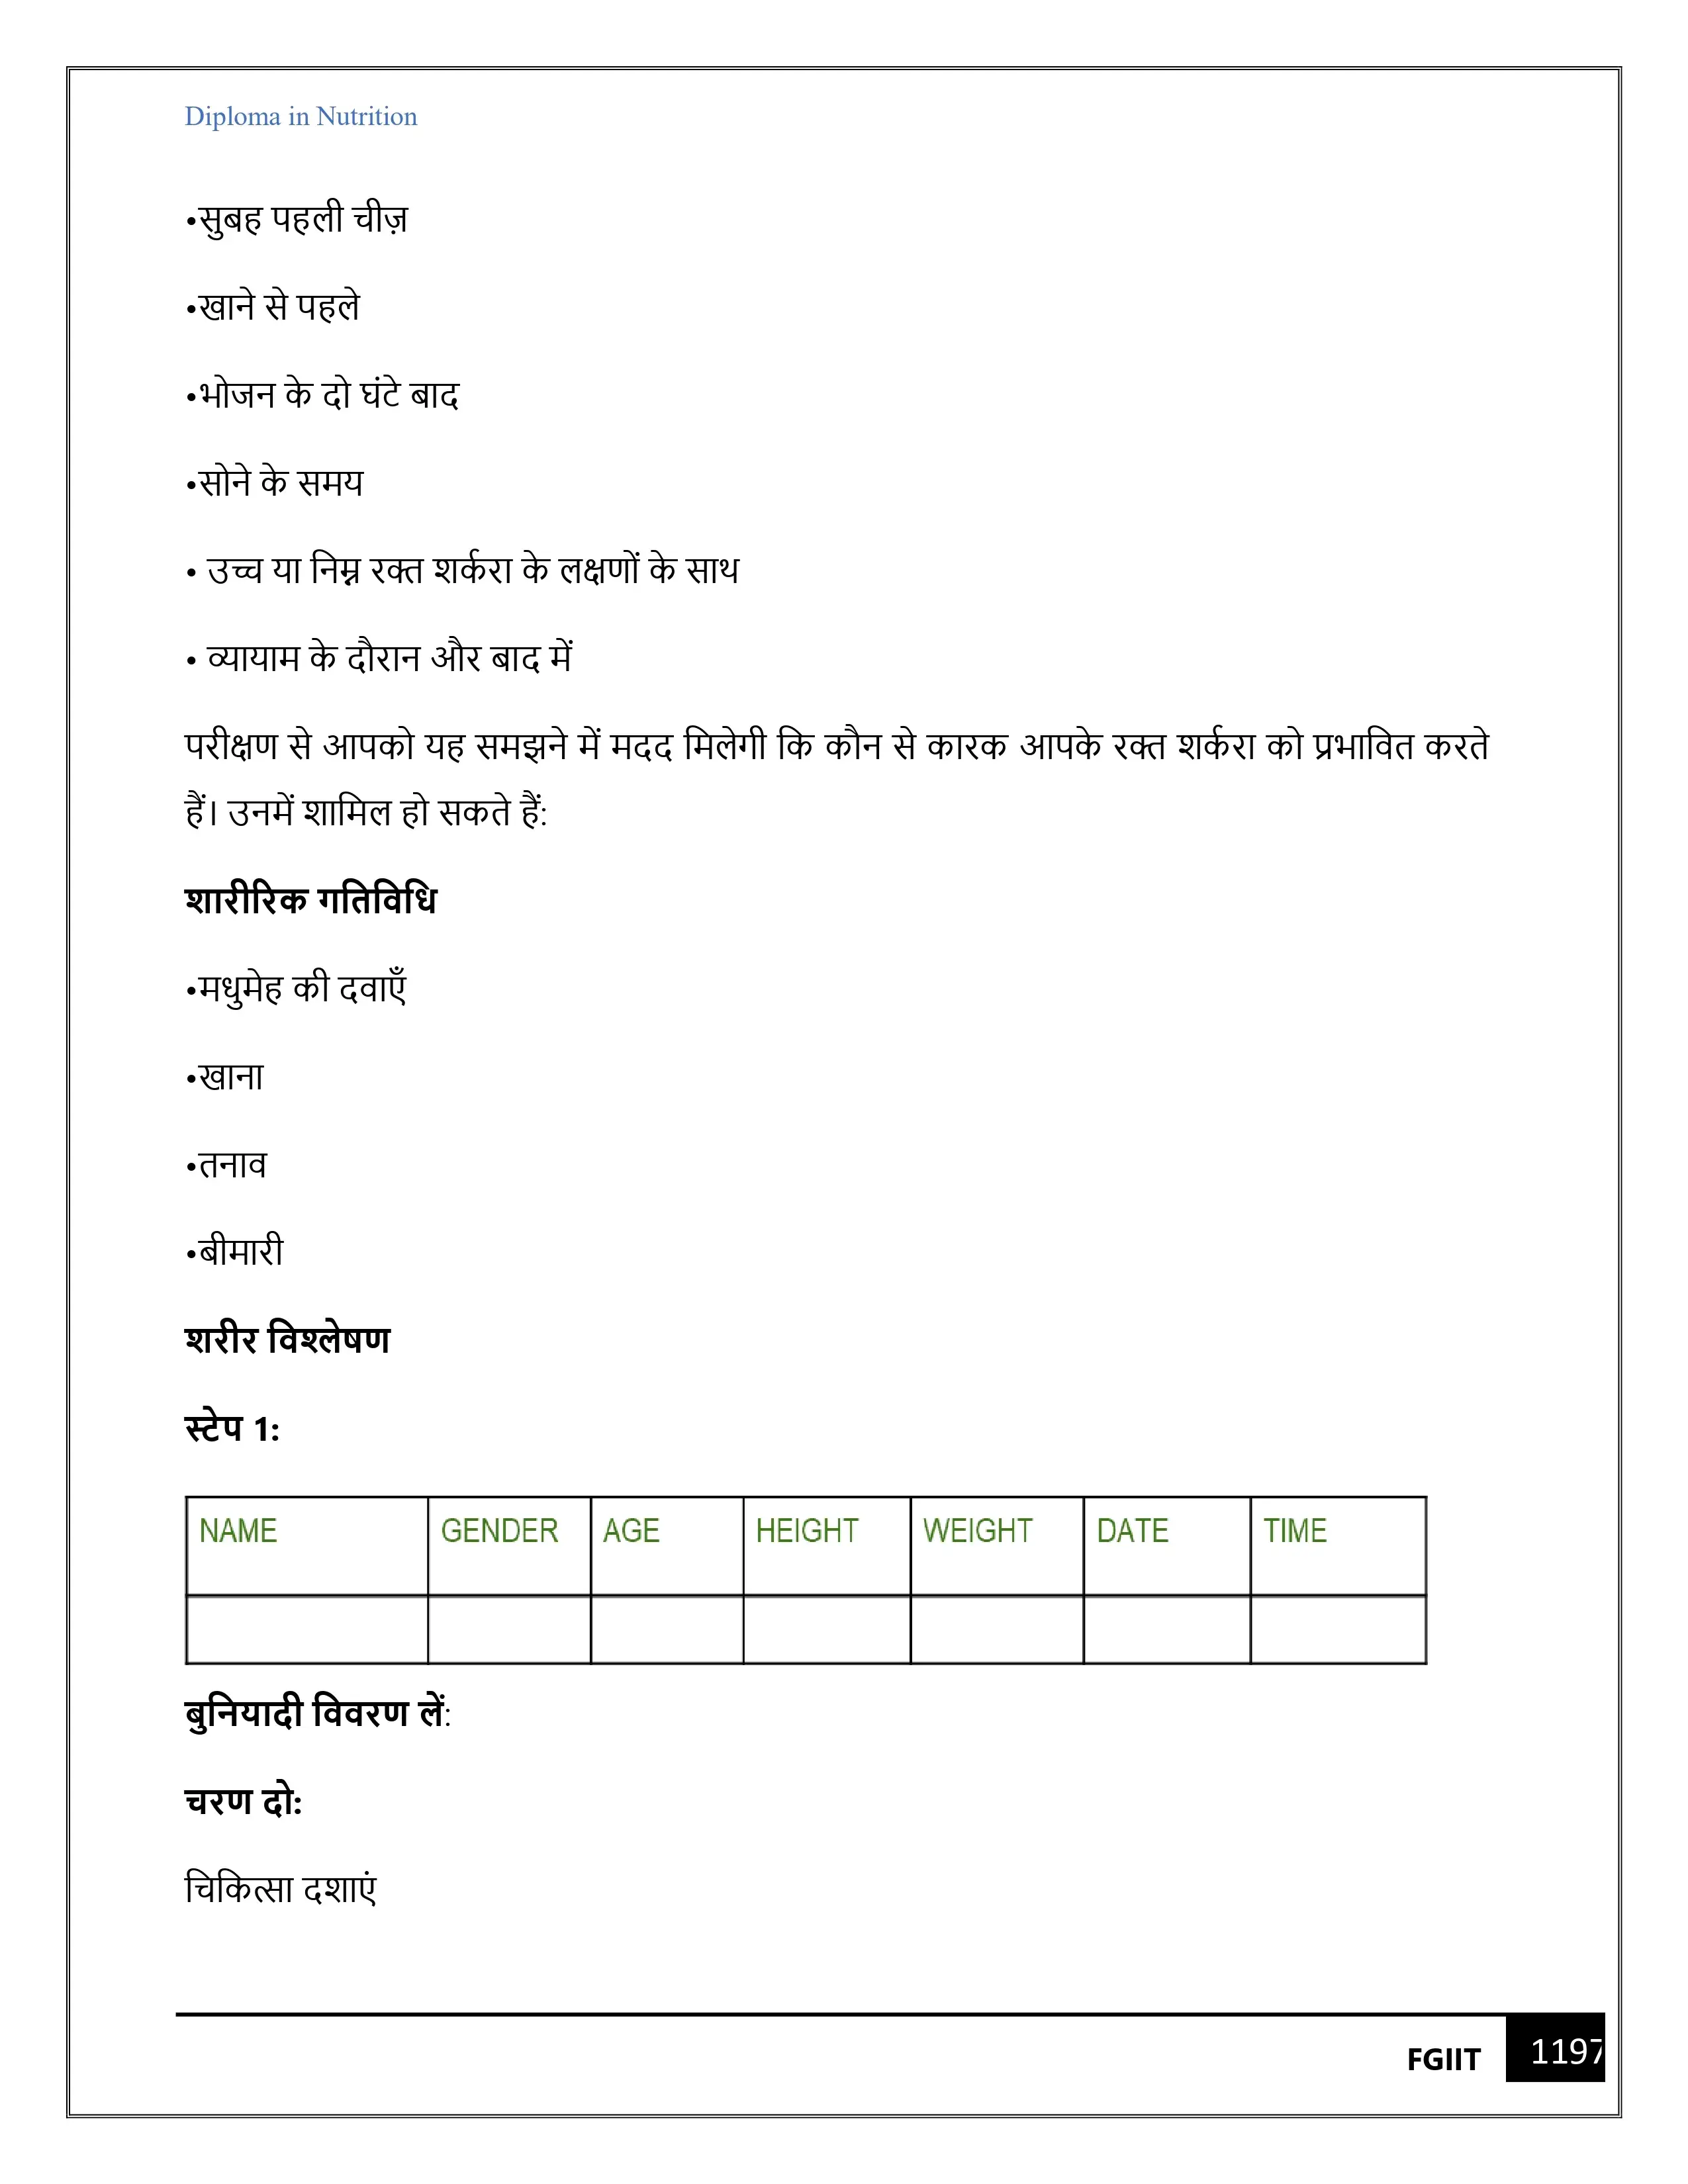 Diploma in Nutrition
•सुबह पहली चीज़
•खाने से पहले
•भोजन के दो घंटे बाद
•सोने के समय
• उच्च या निम्न रक्त शर्करा के लक्षणों के साथ
• व्यायाम के दौरान और बाद में
परीक्षण से आपको यह समझने में मदद मिलेगी कि कौन से कारक आपके रक्त शर्करा को प्रभावित करते
हैं। उनमें शामिल हो सकते हैं:
शारीरिक गतिविधि
•मधुमेह की दवाएँ
•खाना
•तनाव
•बीमारी
शरीर विश्लेषण
स्टेप 1:
NAME GENDER AGE HEIGHT WEIGHT DATE TIME
बुनियादी विवरण लें:
चरण दो:
चिकित्सा दशाएं
FGIIT 1197